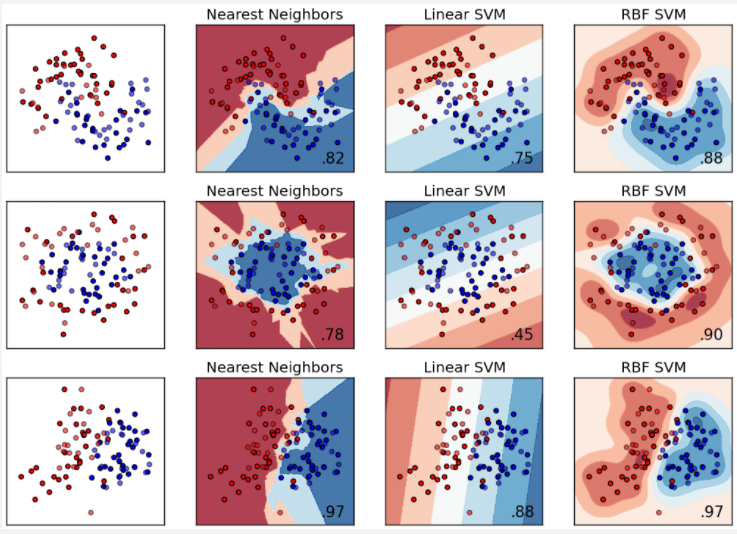 Nearest Neighbors Linear SVM RBF SVM
.82 .75 .88
Nearest Neighbors Linear SVM RBF SVM
.78 .45 .90
Nearest Neighbors Linear SVM RBF SVM
.97 .88 .97